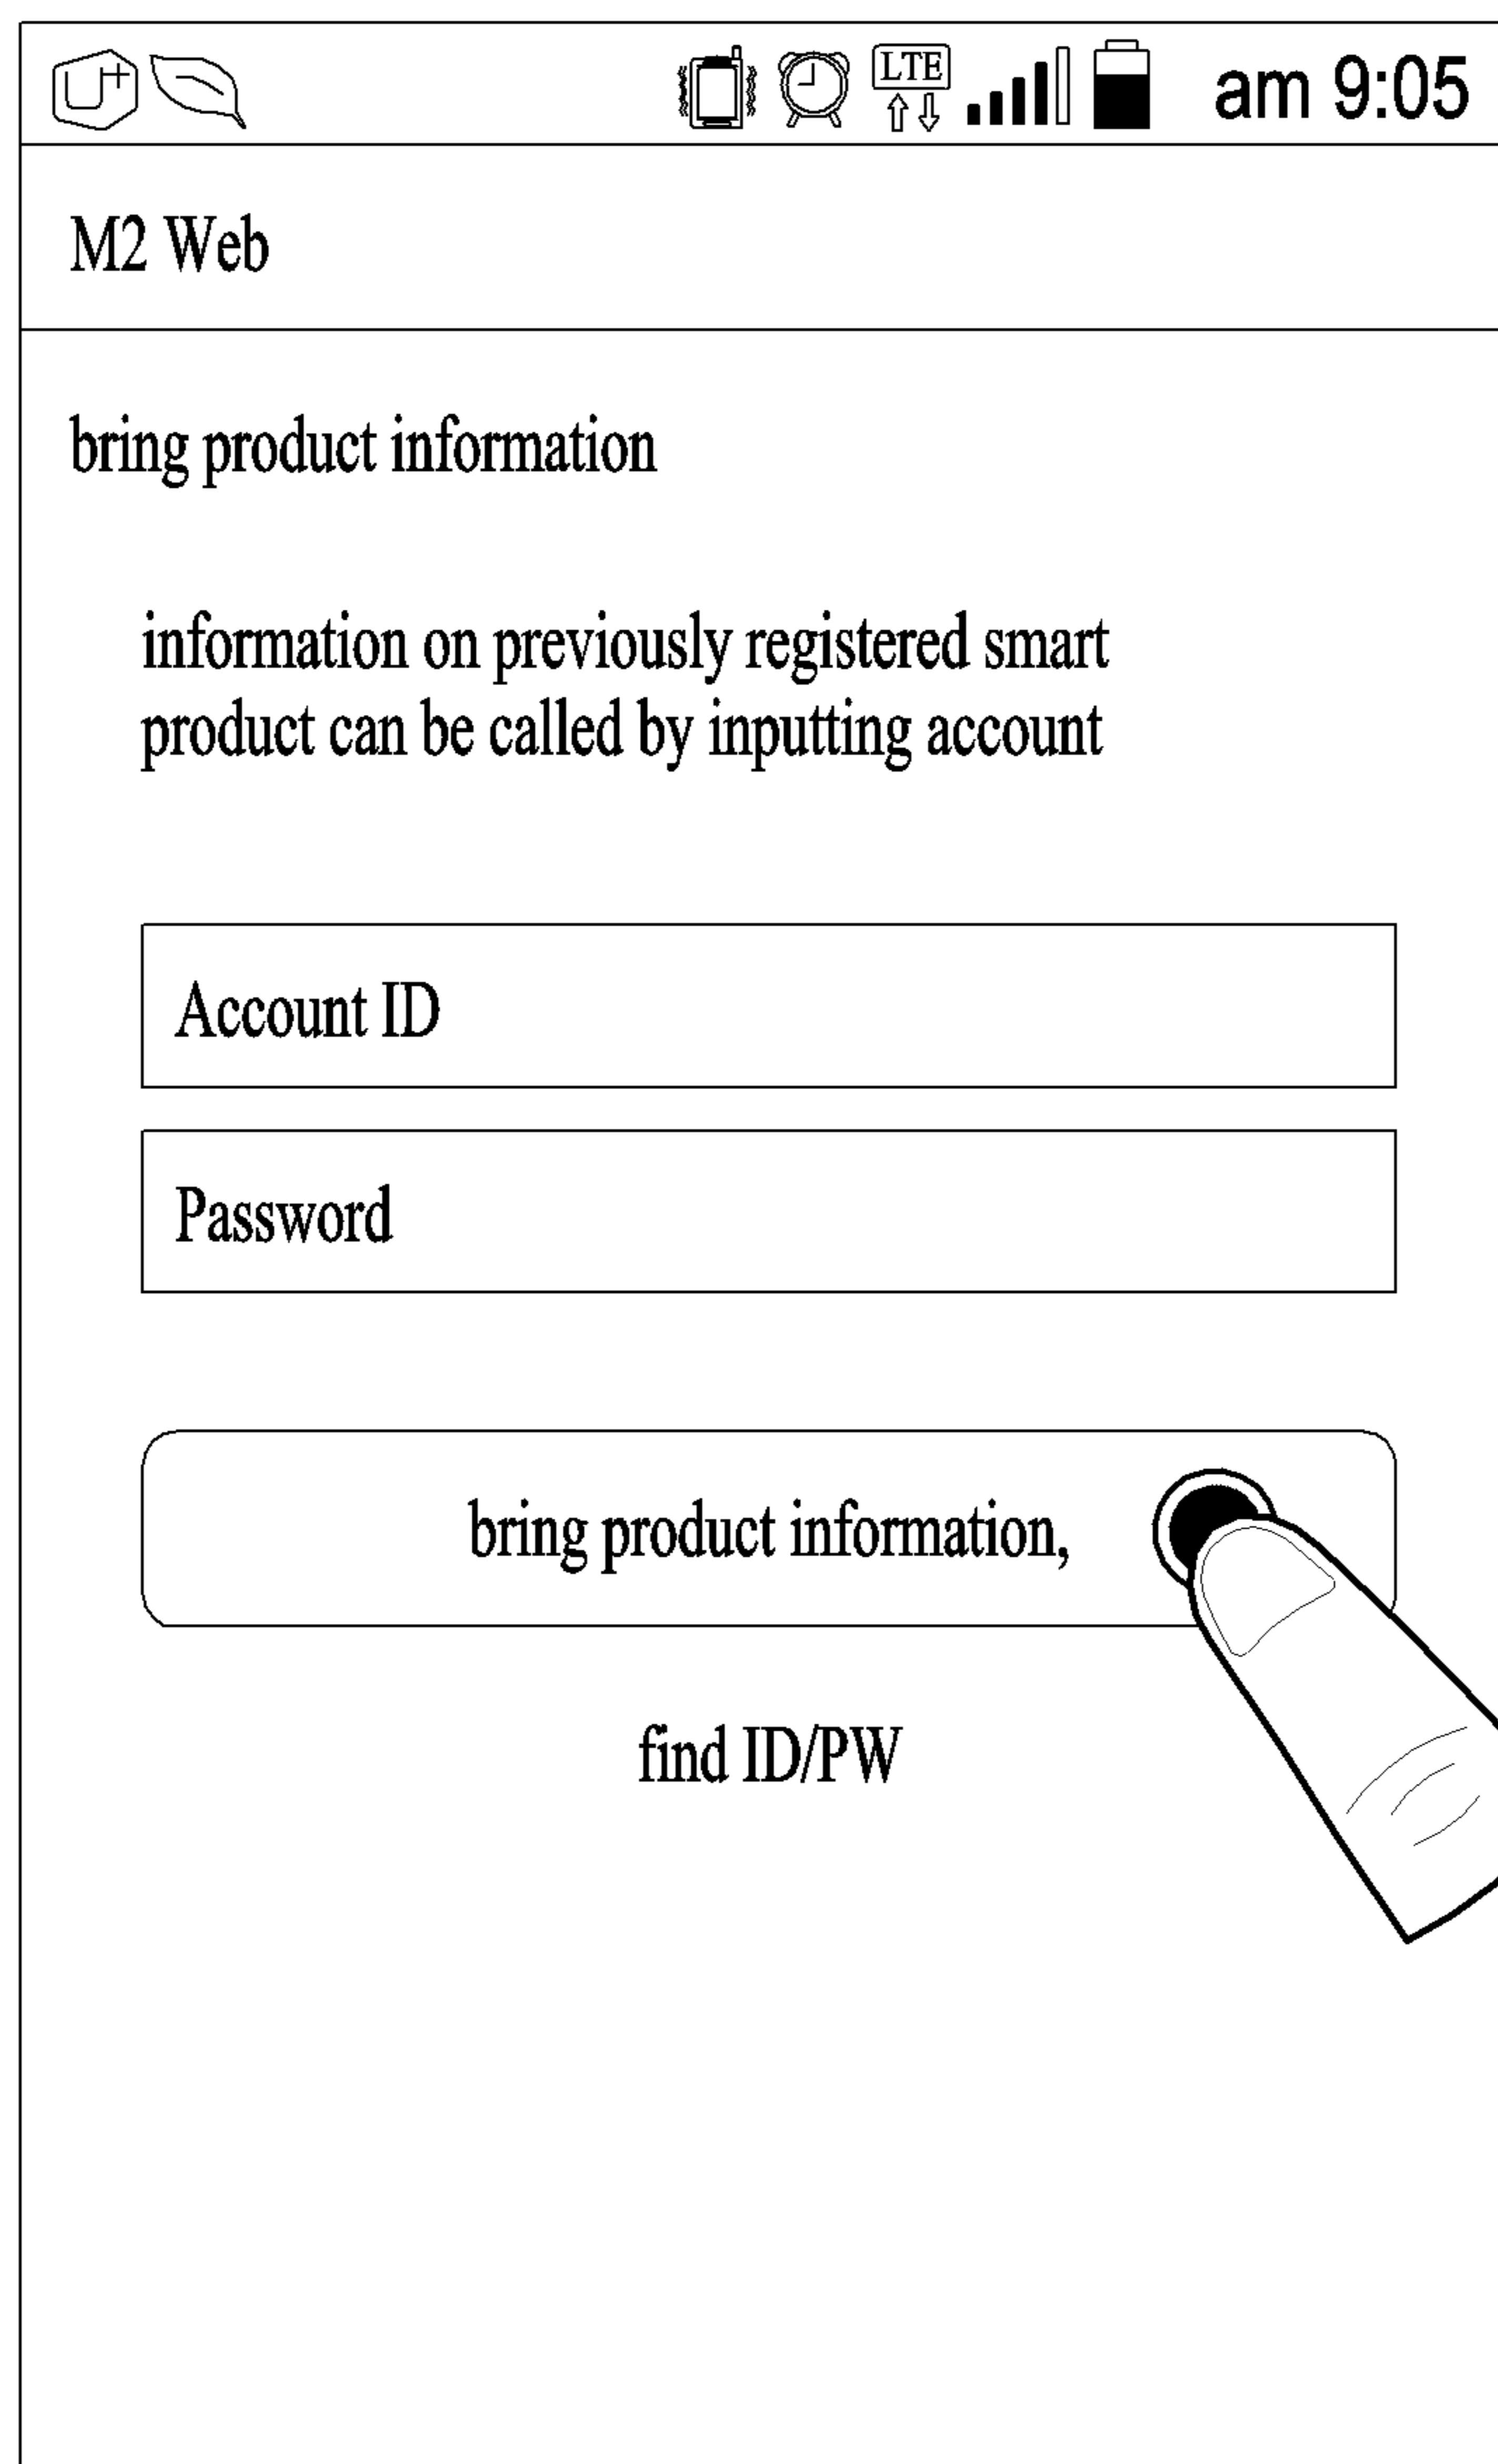 U+ LTE am 9:05
M2 Web
bring product information
information on previously registered smart
product can be called by inputting account
Account ID
Password
bring product information,
find ID/PW